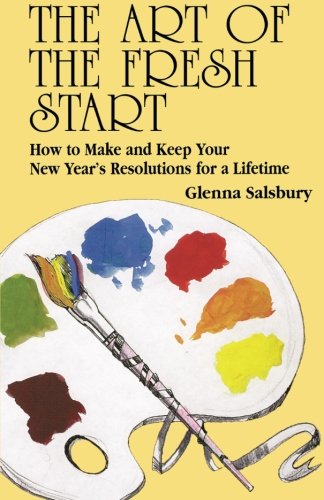 THE ART OF
THE FRESH
START
How to Make and Keep Your
New Year's Resolutions for a Lifetime
Glenna Salsbury